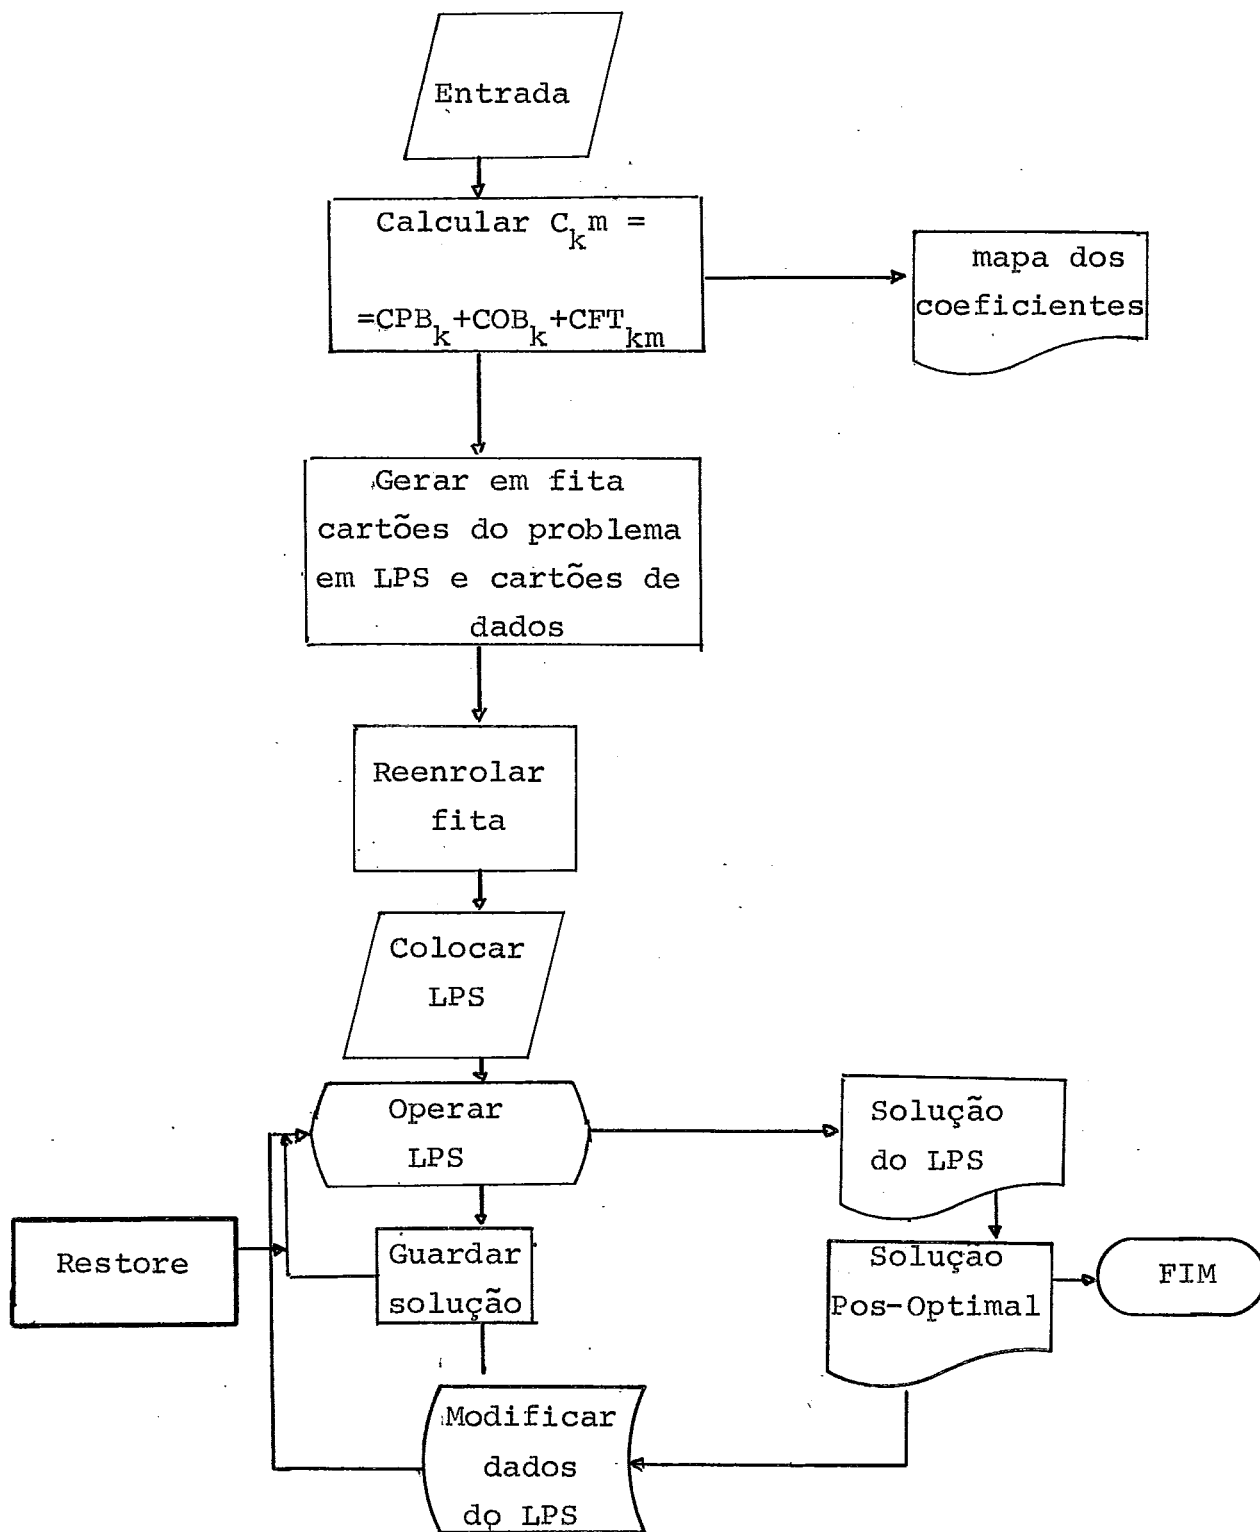 Entrada
Calcular C_k m =
=CPB_k+COB_k+CFT_km
mapa dos
coeficientes
Gerar em fita
cartões do problema
em LPS e cartões de
dados
Reenrolar
fita
Colocar
LPS
Operar
LPS
Solução
do LPS
Restore
Guardar
solução
Solução
Pos-Optimal
FIM
Modificar
dados
do LPS